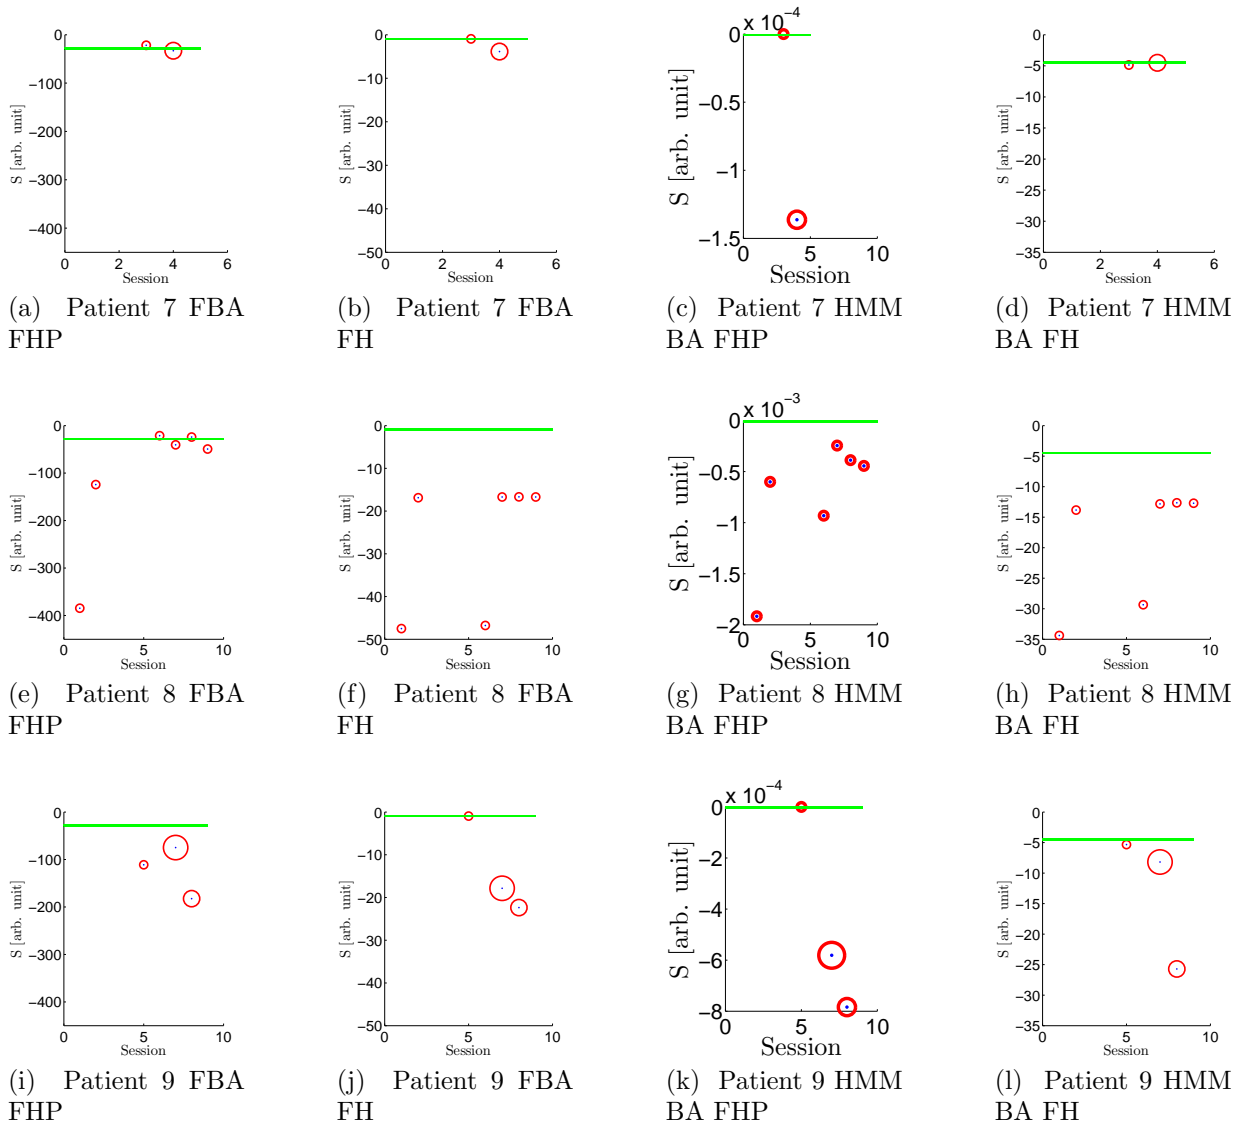 0
−100
−200
−300
−400
0 2 4 6
S [arb. unit]
Session
(a) Patient 7 FBA
FHP
0
−10
−20
−30
−40
−50
0 2 4 6
S [arb. unit]
Session
(b) Patient 7 FBA
FH
x 10⁻⁴
0
−0.5
−1
−1.5
0 5 10
S [arb. unit]
Session
(c) Patient 7 HMM
BA FHP
0
−5
−10
−15
−20
−25
−30
−35
0 2 4 6
S [arb. unit]
Session
(d) Patient 7 HMM
BA FH
0
−100
−200
−300
−400
0 5 10
S [arb. unit]
Session
(e) Patient 8 FBA
FHP
0
−10
−20
−30
−40
−50
0 5 10
S [arb. unit]
Session
(f) Patient 8 FBA
FH
x 10⁻³
0
−0.5
−1
−1.5
−2
0 5 10
S [arb. unit]
Session
(g) Patient 8 HMM
BA FHP
0
−5
−10
−15
−20
−25
−30
−35
0 5 10
S [arb. unit]
Session
(h) Patient 8 HMM
BA FH
0
−100
−200
−300
−400
0 5 10
S [arb. unit]
Session
(i) Patient 9 FBA
FHP
0
−10
−20
−30
−40
−50
0 5 10
S [arb. unit]
Session
(j) Patient 9 FBA
FH
x 10⁻⁴
0
−2
−4
−6
−8
0 5 10
S [arb. unit]
Session
(k) Patient 9 HMM
BA FHP
0
−5
−10
−15
−20
−25
−30
−35
0 5 10
S [arb. unit]
Session
(l) Patient 9 HMM
BA FH